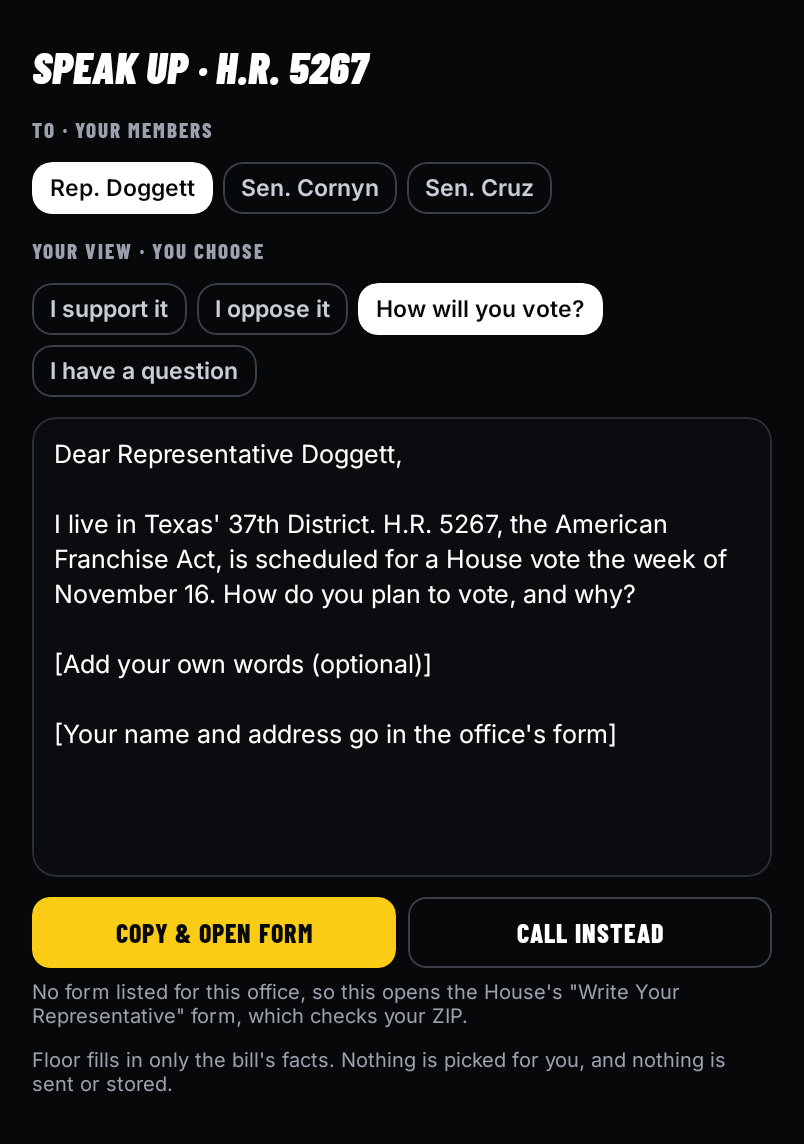 SPEAK UP · H.R. 5267
TO · YOUR MEMBERS
Rep. Doggett
Sen. Cornyn
Sen. Cruz
YOUR VIEW · YOU CHOOSE
I support it
I oppose it
How will you vote?
I have a question
Dear Representative Doggett,
I live in Texas' 37th District. H.R. 5267, the American
Franchise Act, is scheduled for a House vote the week of
November 16. How do you plan to vote, and why?
[Add your own words (optional)]
[Your name and address go in the office's form]
COPY & OPEN FORM
CALL INSTEAD
No form listed for this office, so this opens the House's "Write Your
Representative" form, which checks your ZIP.
Floor fills in only the bill's facts. Nothing is picked for you, and nothing is
sent or stored.